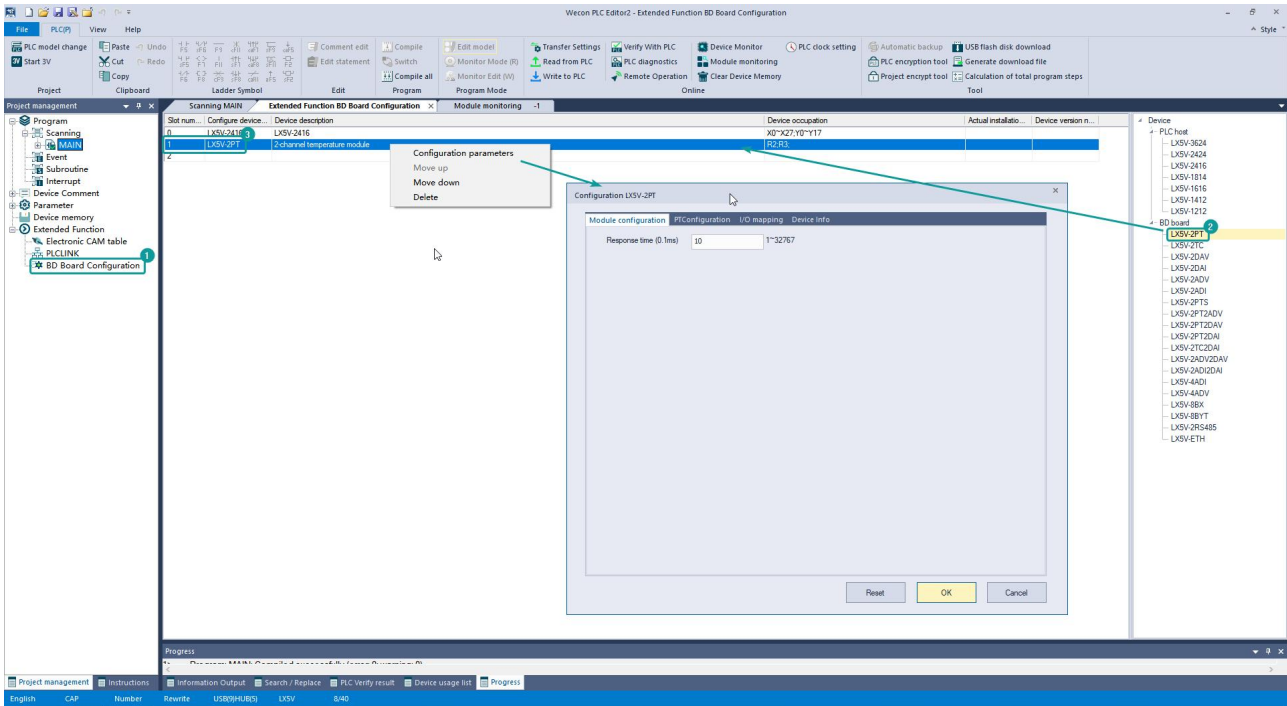 Wecon PLC Editor2 - Extended Function BD Board Configuration
File PLC(P) View Help
Style
PLC model change Paste Undo Comment edit Compile Edit model Transfer Settings Verify With PLC Device Monitor PLC clock setting Automatic backup USB flash disk download
Start 3V Cut Redo Edit statement Switch Monitor Mode (R) Read from PLC PLC diagnostics Module monitoring PLC encryption tool Generate download file
Copy Compile all Monitor Edit (W) Write to PLC Remote Operation Clear Device Memory Project encrypt tool Calculation of total program steps
Project Clipboard Ladder Symbol Edit Program Program Mode Online Tool
Project management
Scanning MAIN Extended Function BD Board Configuration × Module monitoring -1
Program
Scanning
MAIN
Event
Subroutine
Interrupt
Device Comment
Parameter
Device memory
Extended Function
Electronic CAM table
PLCLINK
BD Board Configuration
1
Slot num... Configure device... Device description Device occupation Actual installatio... Device version n...
0 LX5V-2416 LX5V-2416 X0~X27;Y0~Y17
3
1 LX5V-2PT 2-channel temperature module R2;R3;
2
Configuration parameters
Move up
Move down
Delete
Configuration LX5V-2PT ×
Module configuration PTConfiguration I/O mapping Device Info
Response time (0.1ms) 10 1~32767
Reset OK Cancel
Device
PLC host
LX5V-3624
LX5V-2424
LX5V-2416
LX5V-1814
LX5V-1616
LX5V-1412
LX5V-1212
BD board
2
LX5V-2PT
LX5V-2TC
LX5V-2DAV
LX5V-2DAI
LX5V-2ADV
LX5V-2ADI
LX5V-2PTS
LX5V-2PT2ADV
LX5V-2PT2DAV
LX5V-2PT2DAI
LX5V-2TC2DAI
LX5V-2ADV2DAV
LX5V-2ADI2DAI
LX5V-4ADI
LX5V-4ADV
LX5V-8BX
LX5V-8BYT
LX5V-2RS485
LX5V-ETH
Progress
Program: MAIN: Compiled successfully (error 0; warning: 0)
Project management Instructions Information Output Search / Replace PLC Verify result Device usage list Progress
English CAP Number Rewrite USB(9)HUB(5) LX5V 8/40